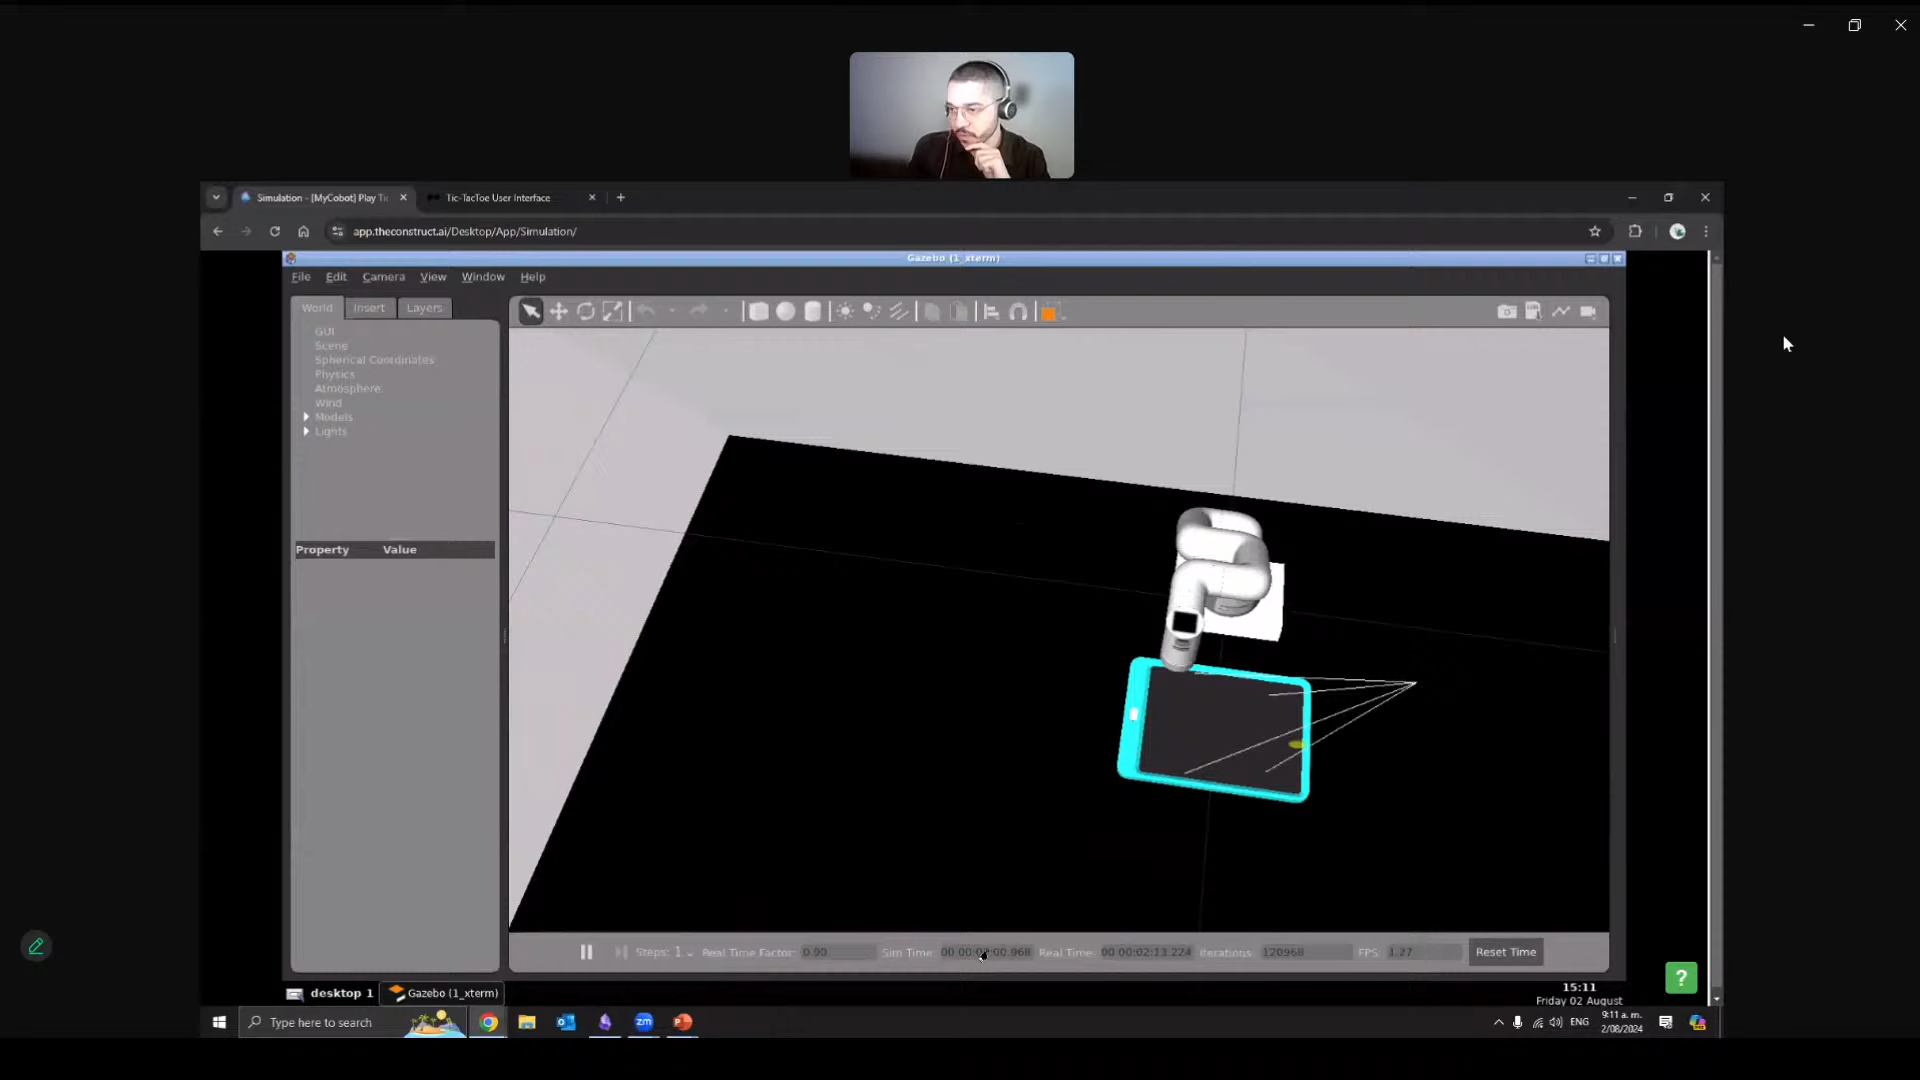 Simulation - [MyCobot] Play Tic
Tic-TacToe User Interface
app.theconstruct.ai/Desktop/App/Simulation/
Gazebo (1_xterm)
File Edit Camera View Window Help
World Insert Layers
GUI
Scene
Spherical Coordinates
Physics
Atmosphere
Wind
Models
Lights
Property Value
Steps: 1 Real Time Factor: 0.90 Sim Time: Real Time: 00 00:02:13.224 Iterations: 120968 FPS: 1.27 Reset Time
?
desktop 1 Gazebo (1_xterm)
15:11
Friday 02 August
Type here to search
zm
ENG
9:11 a. m.
2/08/2024